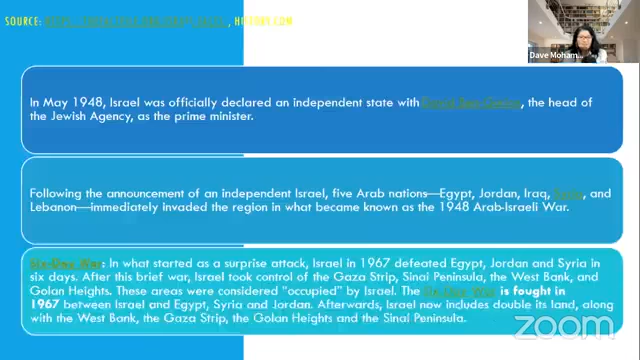 SOURCE: , HISTORY.COM
Dave Moham...
In May 1948, Israel was officially declared an independent state with David Ben-Gurion, the head of
the Jewish Agency, as the prime minister.
Following the announcement of an independent Israel, five Arab nations—Egypt, Jordan, Iraq, Syria, and
Lebanon—immediately invaded the region in what became known as the 1948 Arab-Israeli War.
Six-Day War: In what started as a surprise attack, Israel in 1967 defeated Egypt, Jordan and Syria in
six days. After this brief war, Israel took control of the Gaza Strip, Sinai Peninsula, the West Bank, and
Golan Heights. These areas were considered "occupied" by Israel. The Six-Day War is fought in
1967 between Israel and Egypt, Syria and Jordan. Afterwards, Israel now includes double its land, along
with the West Bank, the Gaza Strip, the Golan Heights and the Sinai Peninsula.
zoom